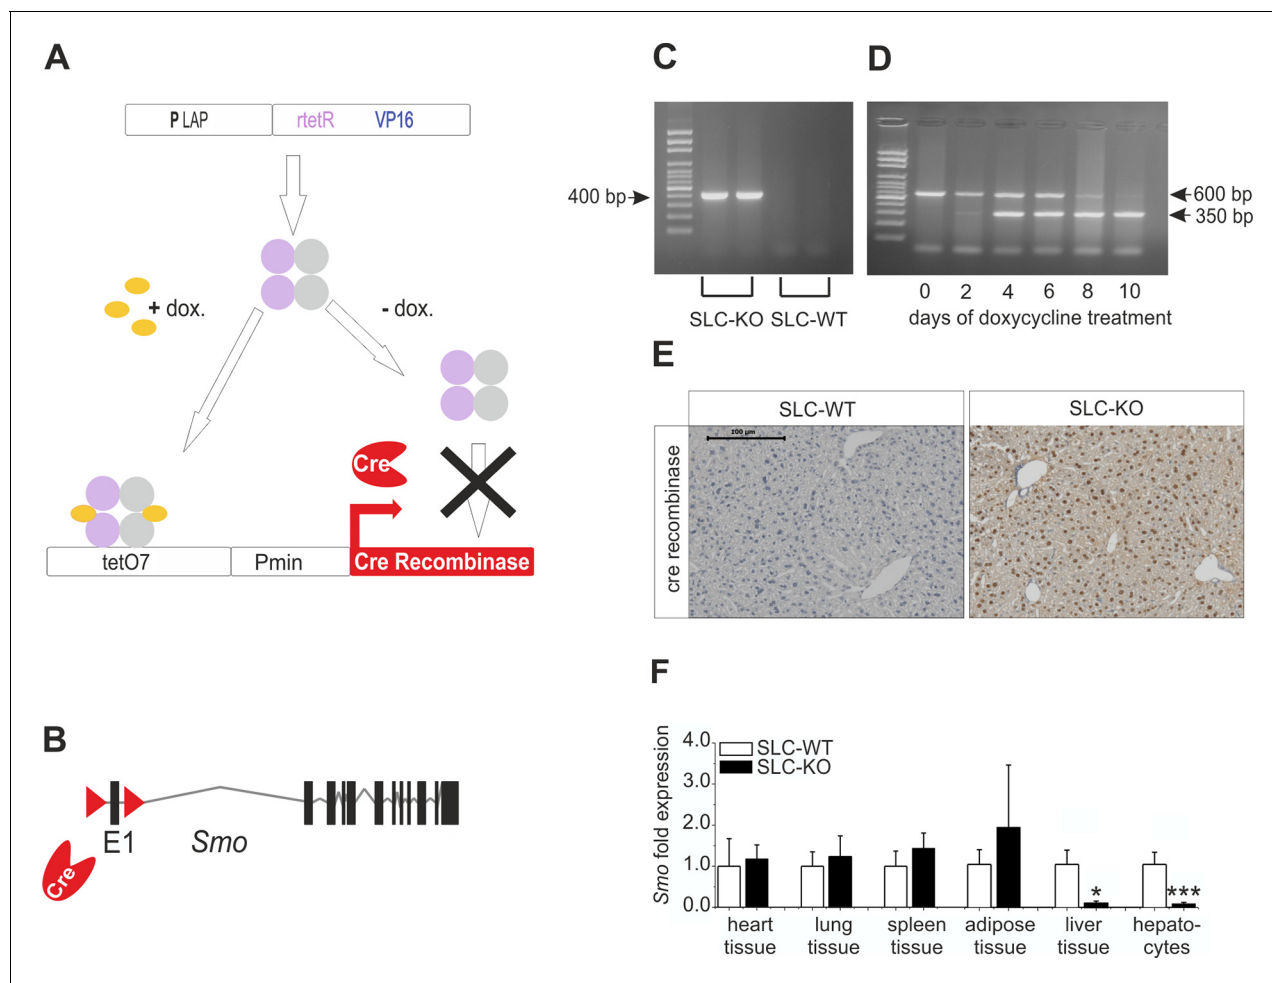 A
P LAP
rtetR
VP16
+ dox.
- dox.
Cre
tetO7
Pmin
Cre Recombinase
B
E1
Smo
Cre
C
400 bp
SLC-KO SLC-WT
D
600 bp
350 bp
0 2 4 6 8 10
days of doxycycline treatment
E
SLC-WT
SLC-KO
cre recombinase
100 µm
F
Smo fold expression
4.0
3.0
2.0
1.0
0.0
SLC-WT
SLC-KO
*
***
heart
tissue
lung
tissue
spleen
tissue
adipose
tissue
liver
tissue
hepato-
cytes